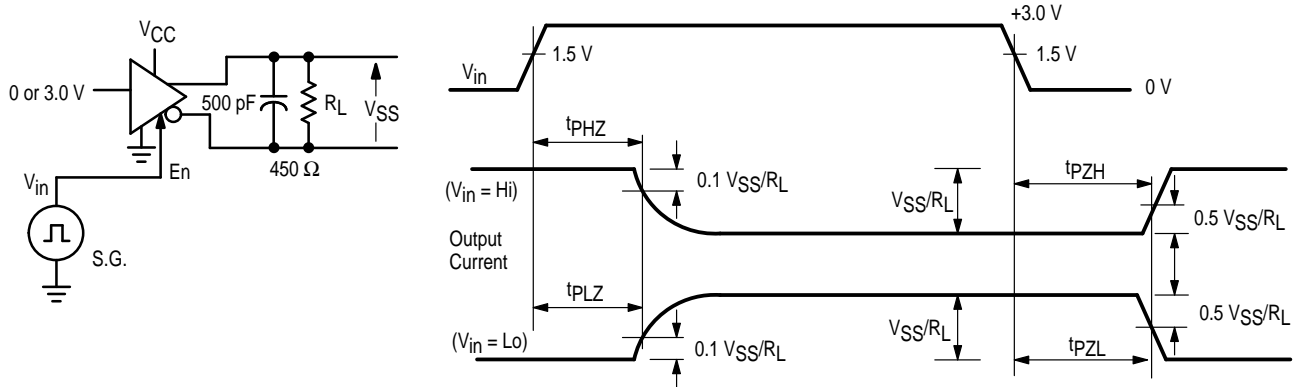 VCC
0 or 3.0 V
500 pF
RL
VSS
450 Ω
En
Vin
S.G.
+3.0 V
1.5 V
1.5 V
Vin
0 V
tPHZ
tPZH
(Vin = Hi)
0.1 VSS/RL
VSS/RL
0.5 VSS/RL
Output
Current
tPLZ
(Vin = Lo)
0.1 VSS/RL
VSS/RL
0.5 VSS/RL
tPZL